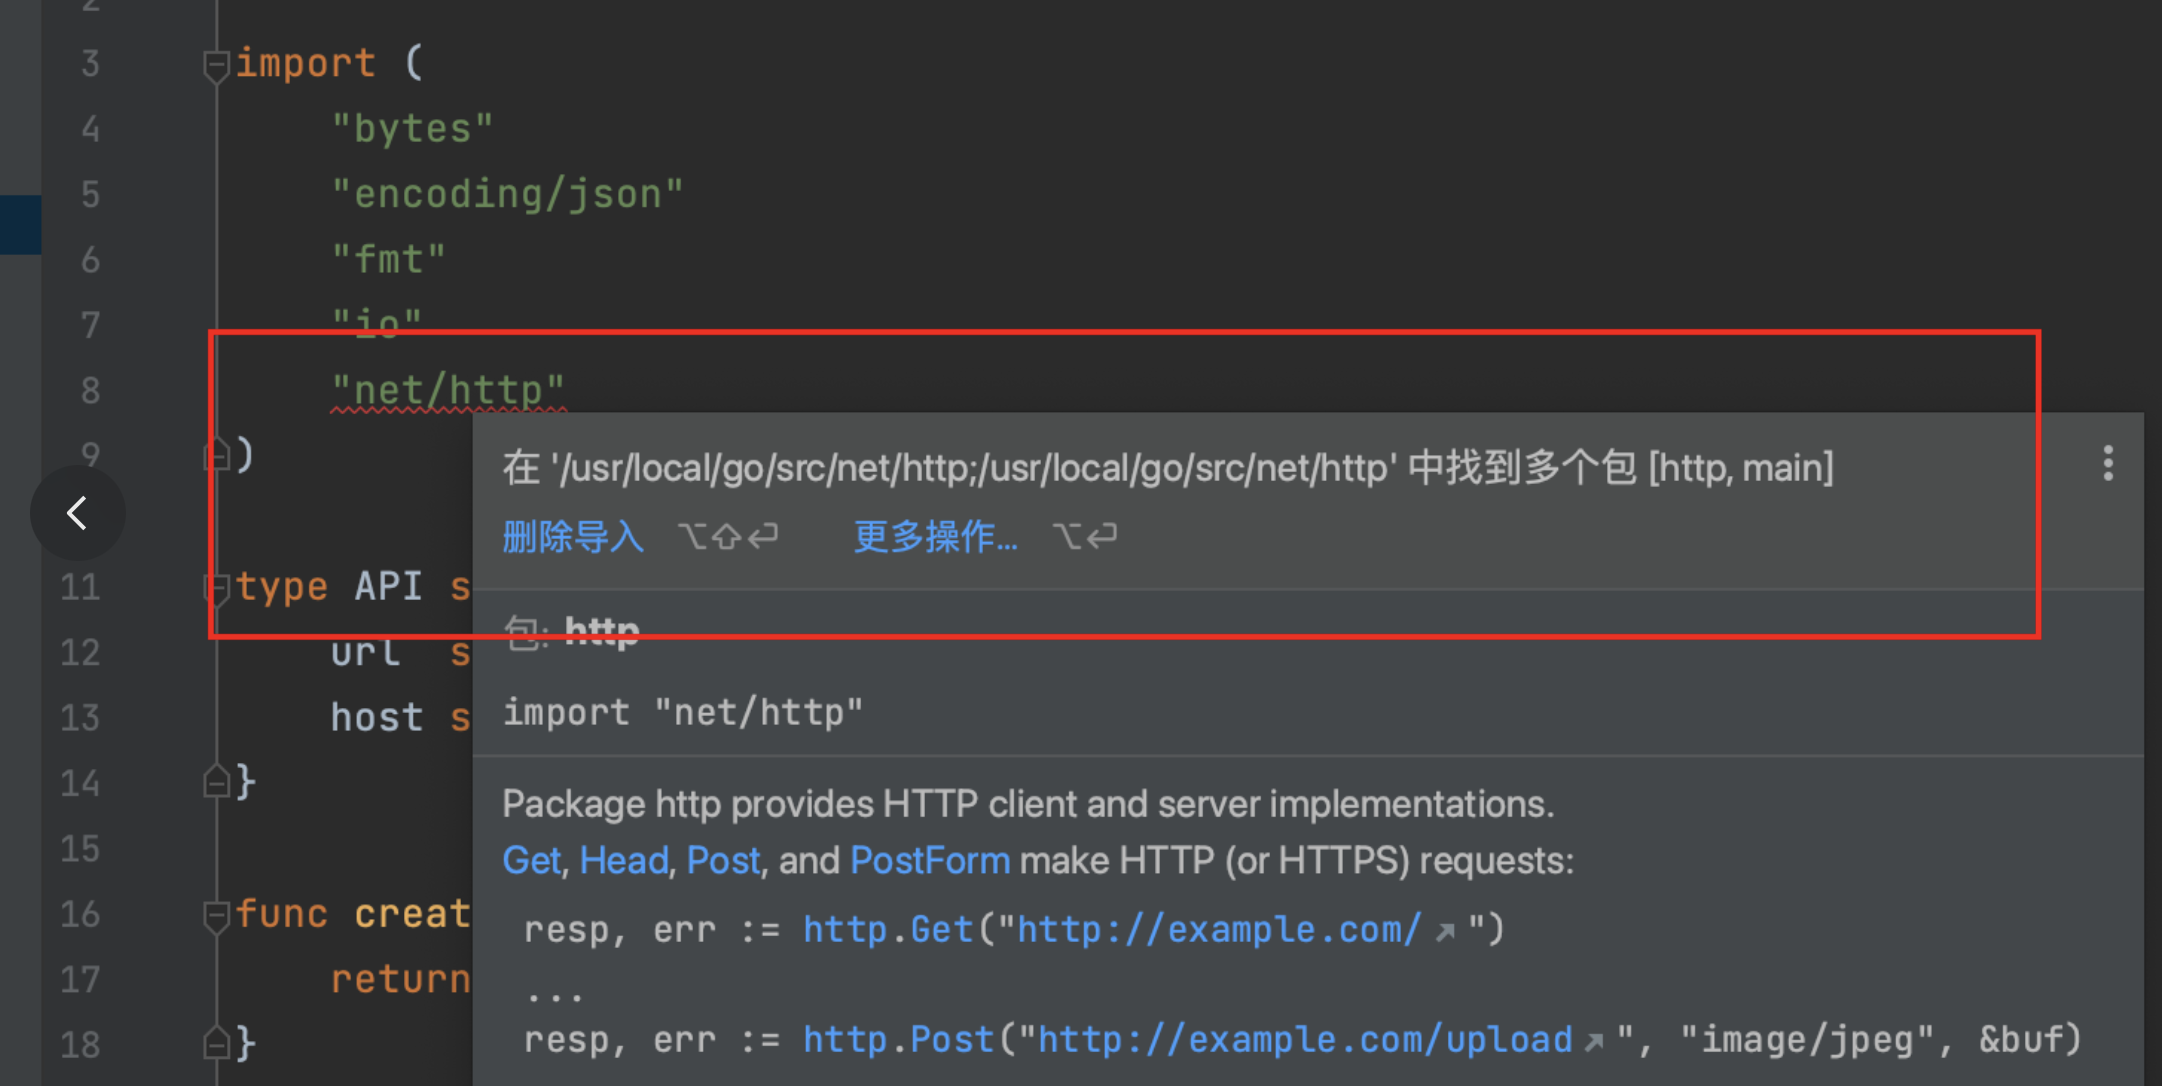 2
3 import (
4 "bytes"
5 "encoding/json"
6 "fmt"
7 "io"
8 "net/http"
9 )
在 '/usr/local/go/src/net/http;/usr/local/go/src/net/http' 中找到多个包 [http, main]
删除导入 ⌥⇧⏎ 更多操作... ⌥⏎
11 type API s
包: http
12 url s
import "net/http"
13 host s
14 }
Package http provides HTTP client and server implementations.
15
Get, Head, Post, and PostForm make HTTP (or HTTPS) requests:
16 func creat
resp, err := http.Get("http://example.com/ ↗ ")
17 return
...
18 }
resp, err := http.Post("http://example.com/upload ↗ ", "image/jpeg", &buf)